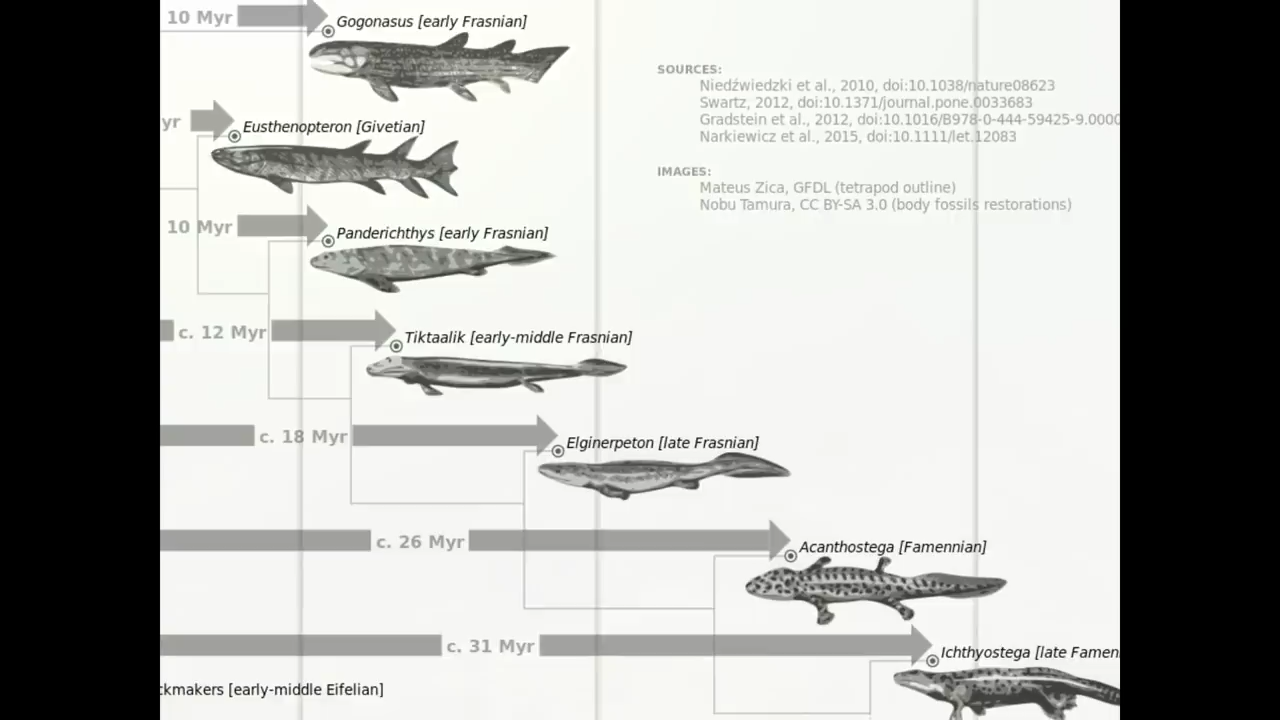 10 Myr
Gogonasus [early Frasnian]
SOURCES:
Niedźwiedzki et al., 2010, doi:10.1038/nature08623
Swartz, 2012, doi:10.1371/journal.pone.0033683
Gradstein et al., 2012, doi:10.1016/B978-0-444-59425-9.0000
Narkiewicz et al., 2015, doi:10.1111/let.12083
yr
Eusthenopteron [Givetian]
IMAGES:
Mateus Zica, GFDL (tetrapod outline)
Nobu Tamura, CC BY-SA 3.0 (body fossils restorations)
10 Myr
Panderichthys [early Frasnian]
c. 12 Myr
Tiktaalik [early-middle Frasnian]
c. 18 Myr
Elginerpeton [late Frasnian]
c. 26 Myr
Acanthostega [Famennian]
c. 31 Myr
Ichthyostega [late Famen
ckmakers [early-middle Eifelian]